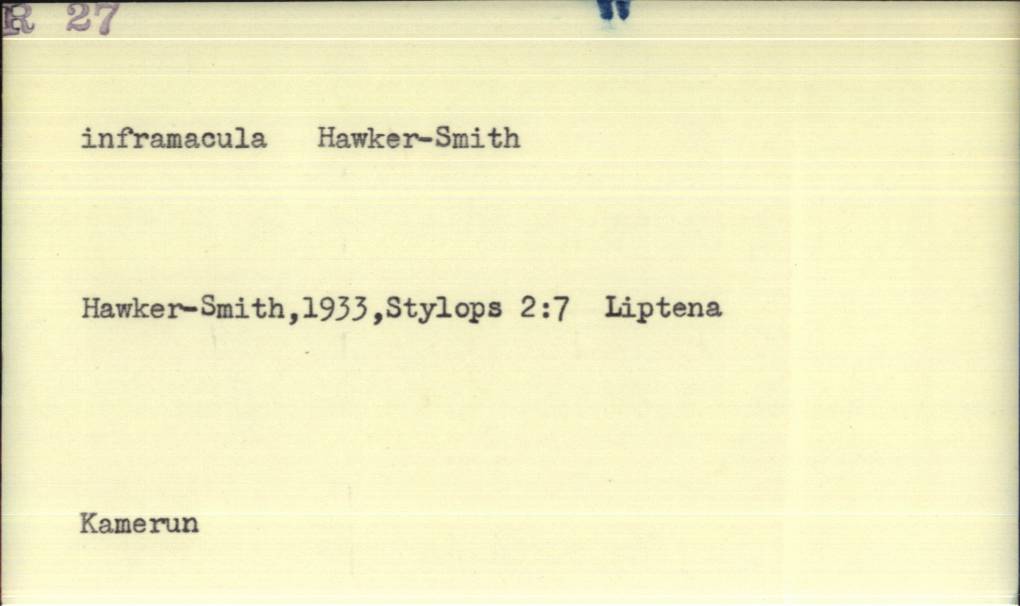 R 27
inframacula Hawker-Smith
Hawker-Smith,1933,Stylops 2:7 Liptena
Kamerun